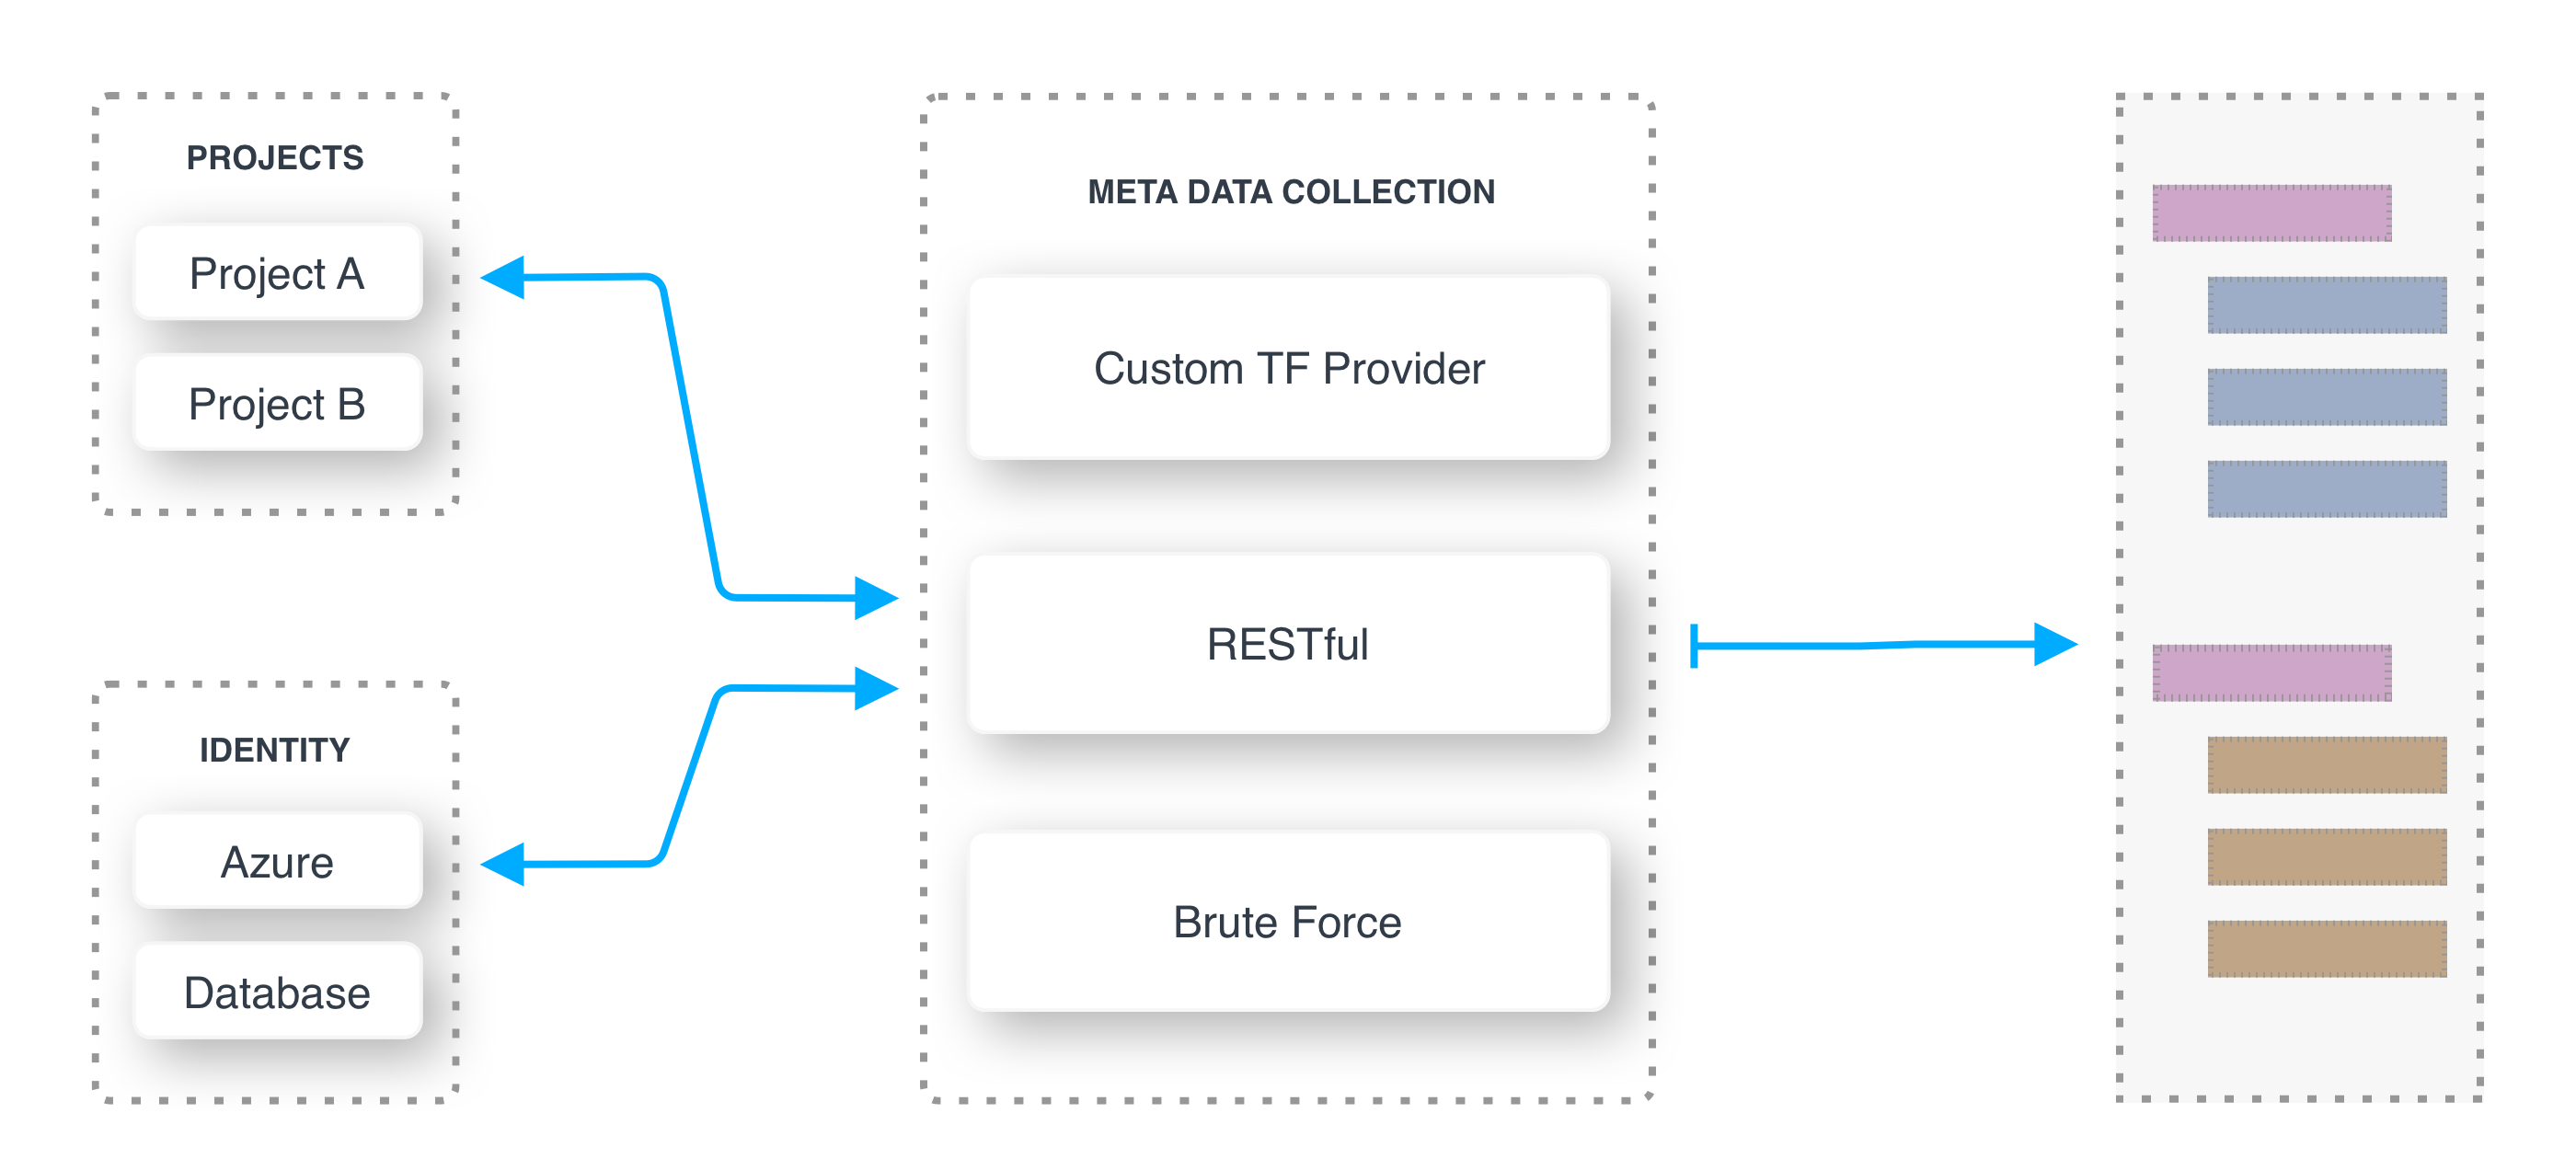 PROJECTS
Project A
Project B
IDENTITY
Azure
Database
META DATA COLLECTION
Custom TF Provider
RESTful
Brute Force